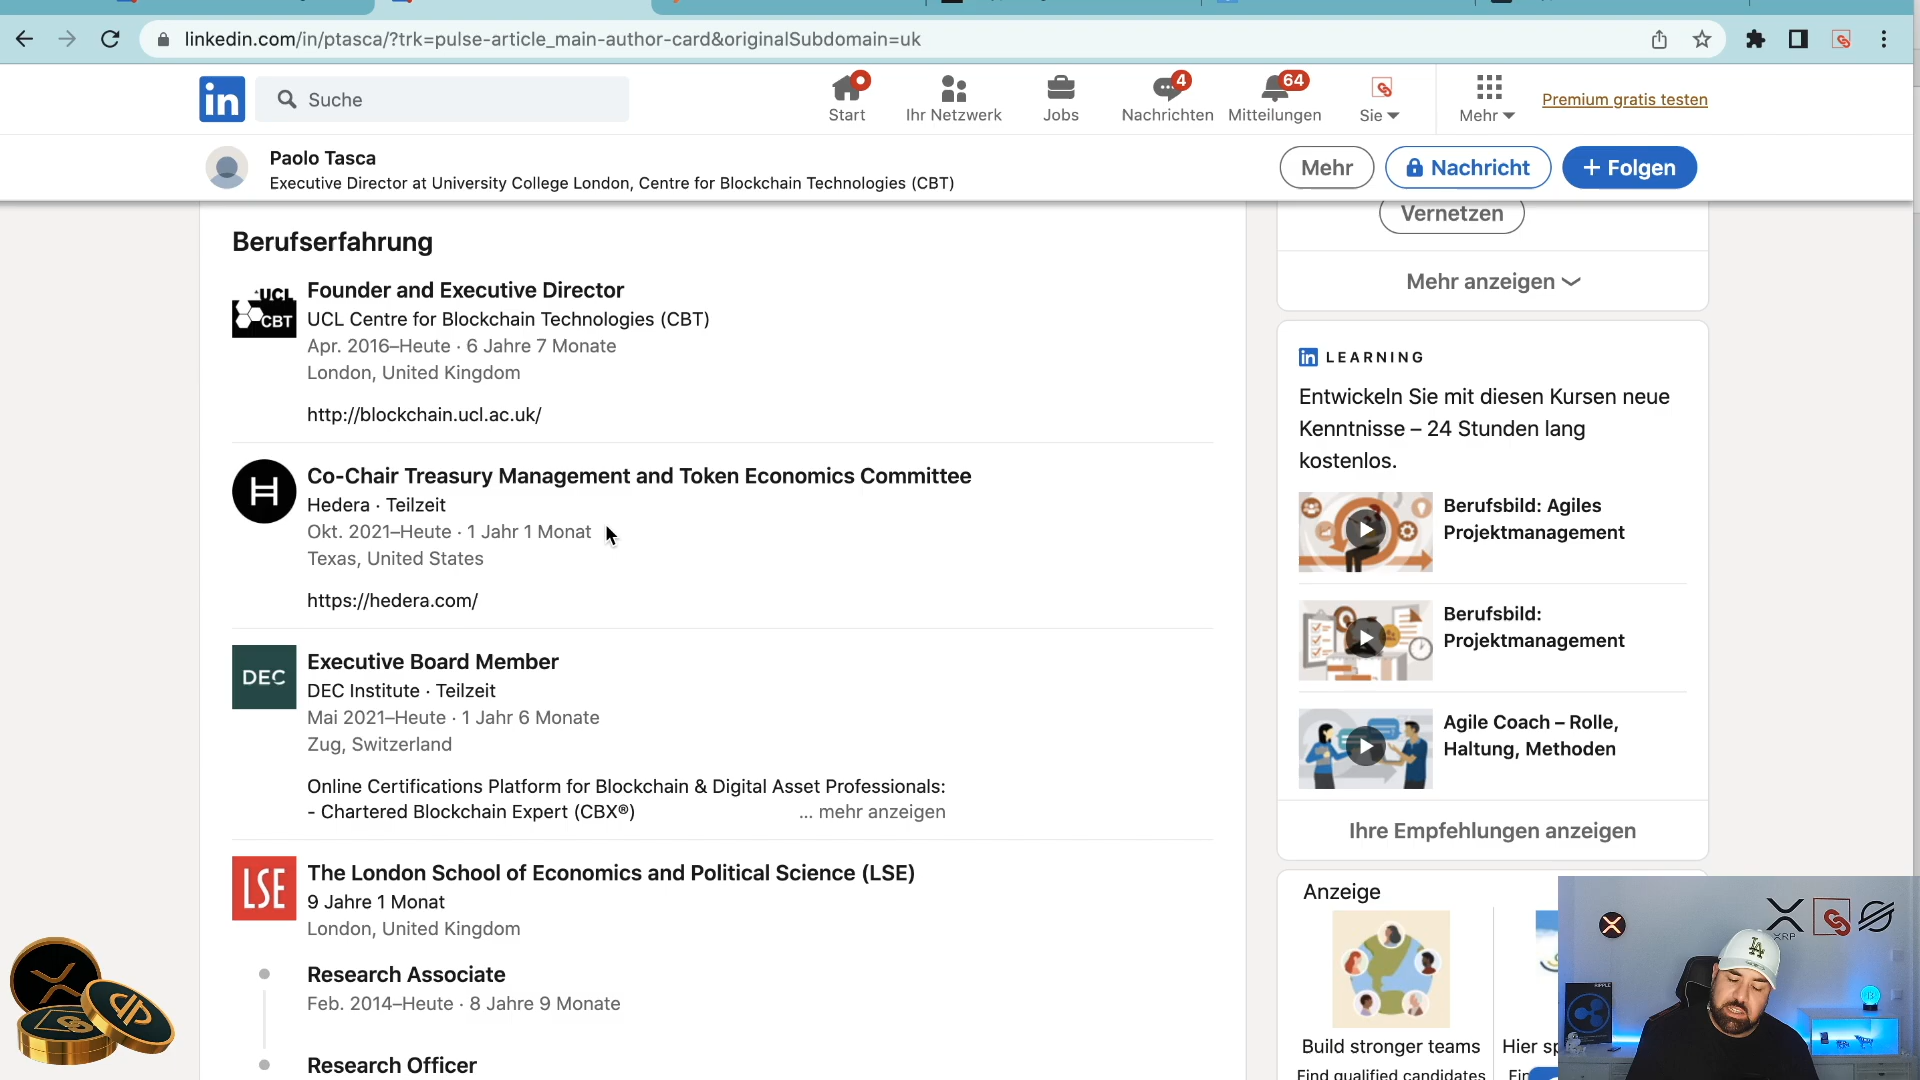 linkedin.com/in/ptasca/?trk=pulse-article_main-author-card&originalSubdomain=uk
in
Suche
Start
Ihr Netzwerk
Jobs
4
Nachrichten
64
Mitteilungen
Sie
Mehr
Premium gratis testen
Paolo Tasca
Executive Director at University College London, Centre for Blockchain Technologies (CBT)
Mehr
Nachricht
+ Folgen
Vernetzen
Mehr anzeigen
Berufserfahrung
UCL
CBT
Founder and Executive Director
UCL Centre for Blockchain Technologies (CBT)
Apr. 2016–Heute · 6 Jahre 7 Monate
London, United Kingdom
http://blockchain.ucl.ac.uk/
H
Co-Chair Treasury Management and Token Economics Committee
Hedera · Teilzeit
Okt. 2021–Heute · 1 Jahr 1 Monat
Texas, United States
https://hedera.com/
DEC
Executive Board Member
DEC Institute · Teilzeit
Mai 2021–Heute · 1 Jahr 6 Monate
Zug, Switzerland
Online Certifications Platform for Blockchain & Digital Asset Professionals:
- Chartered Blockchain Expert (CBX®)
... mehr anzeigen
LSE
The London School of Economics and Political Science (LSE)
9 Jahre 1 Monat
London, United Kingdom
Research Associate
Feb. 2014–Heute · 8 Jahre 9 Monate
Research Officer
in LEARNING
Entwickeln Sie mit diesen Kursen neue
Kenntnisse – 24 Stunden lang
kostenlos.
Berufsbild: Agiles
Projektmanagement
Berufsbild:
Projektmanagement
Agile Coach – Rolle,
Haltung, Methoden
Ihre Empfehlungen anzeigen
Anzeige
Build stronger teams
Find qualified candidates
Hier
XRP
RIPPLE
LA